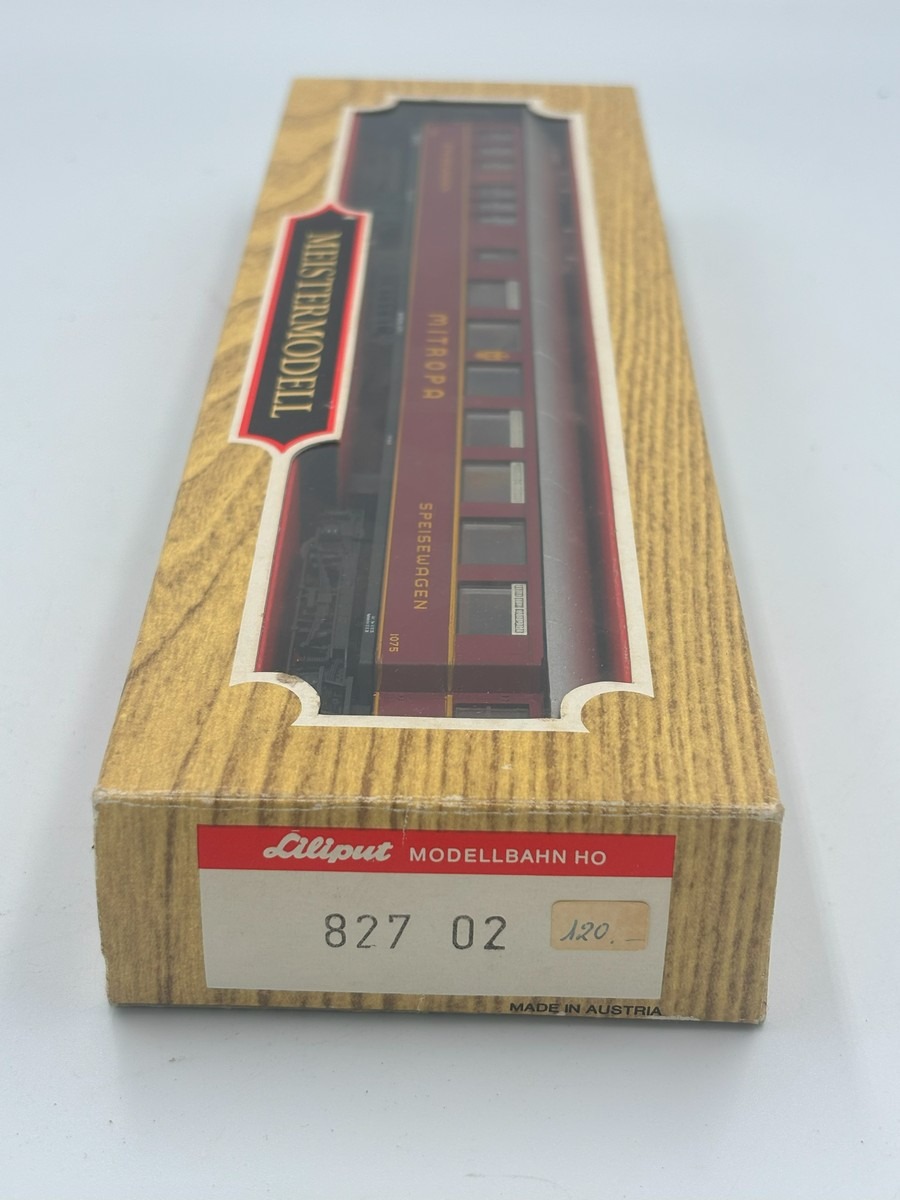 MEISTERMODELL
MITROPA
SPEISEWAGEN
1075
Liliput MODELLBAHN HO
827 02
120.–
MADE IN AUSTRIA